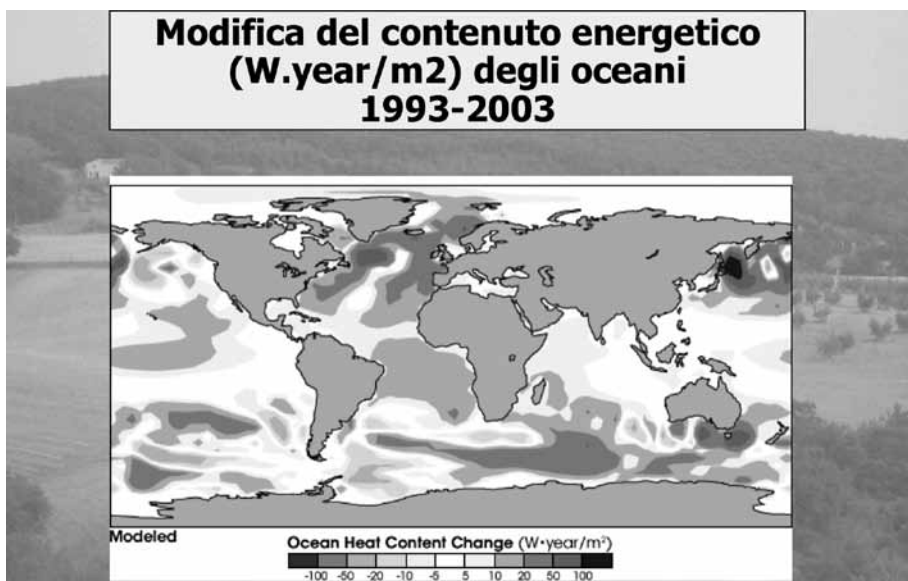 Modifica del contenuto energetico
(W.year/m2) degli oceani
1993-2003
Modeled
Ocean Heat Content Change (W•year/m²)
-100 -50 -20 -10 -5 5 10 20 50 100